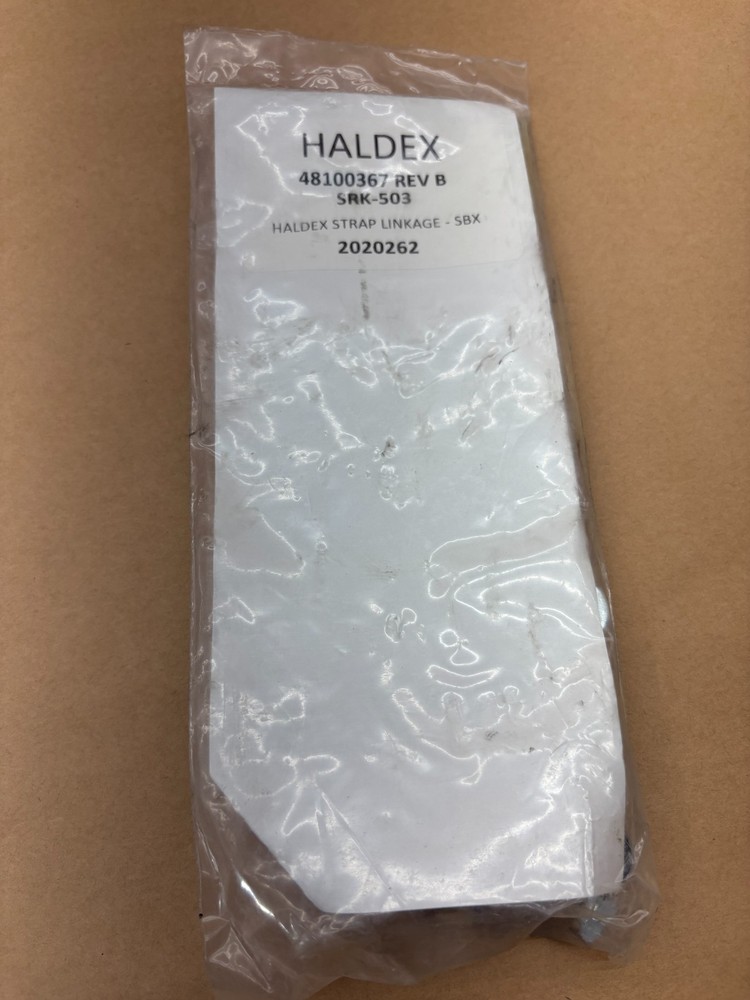 HALDEX
48100367 REV B
SRK-503
HALDEX STRAP LINKAGE - SBX
2020262